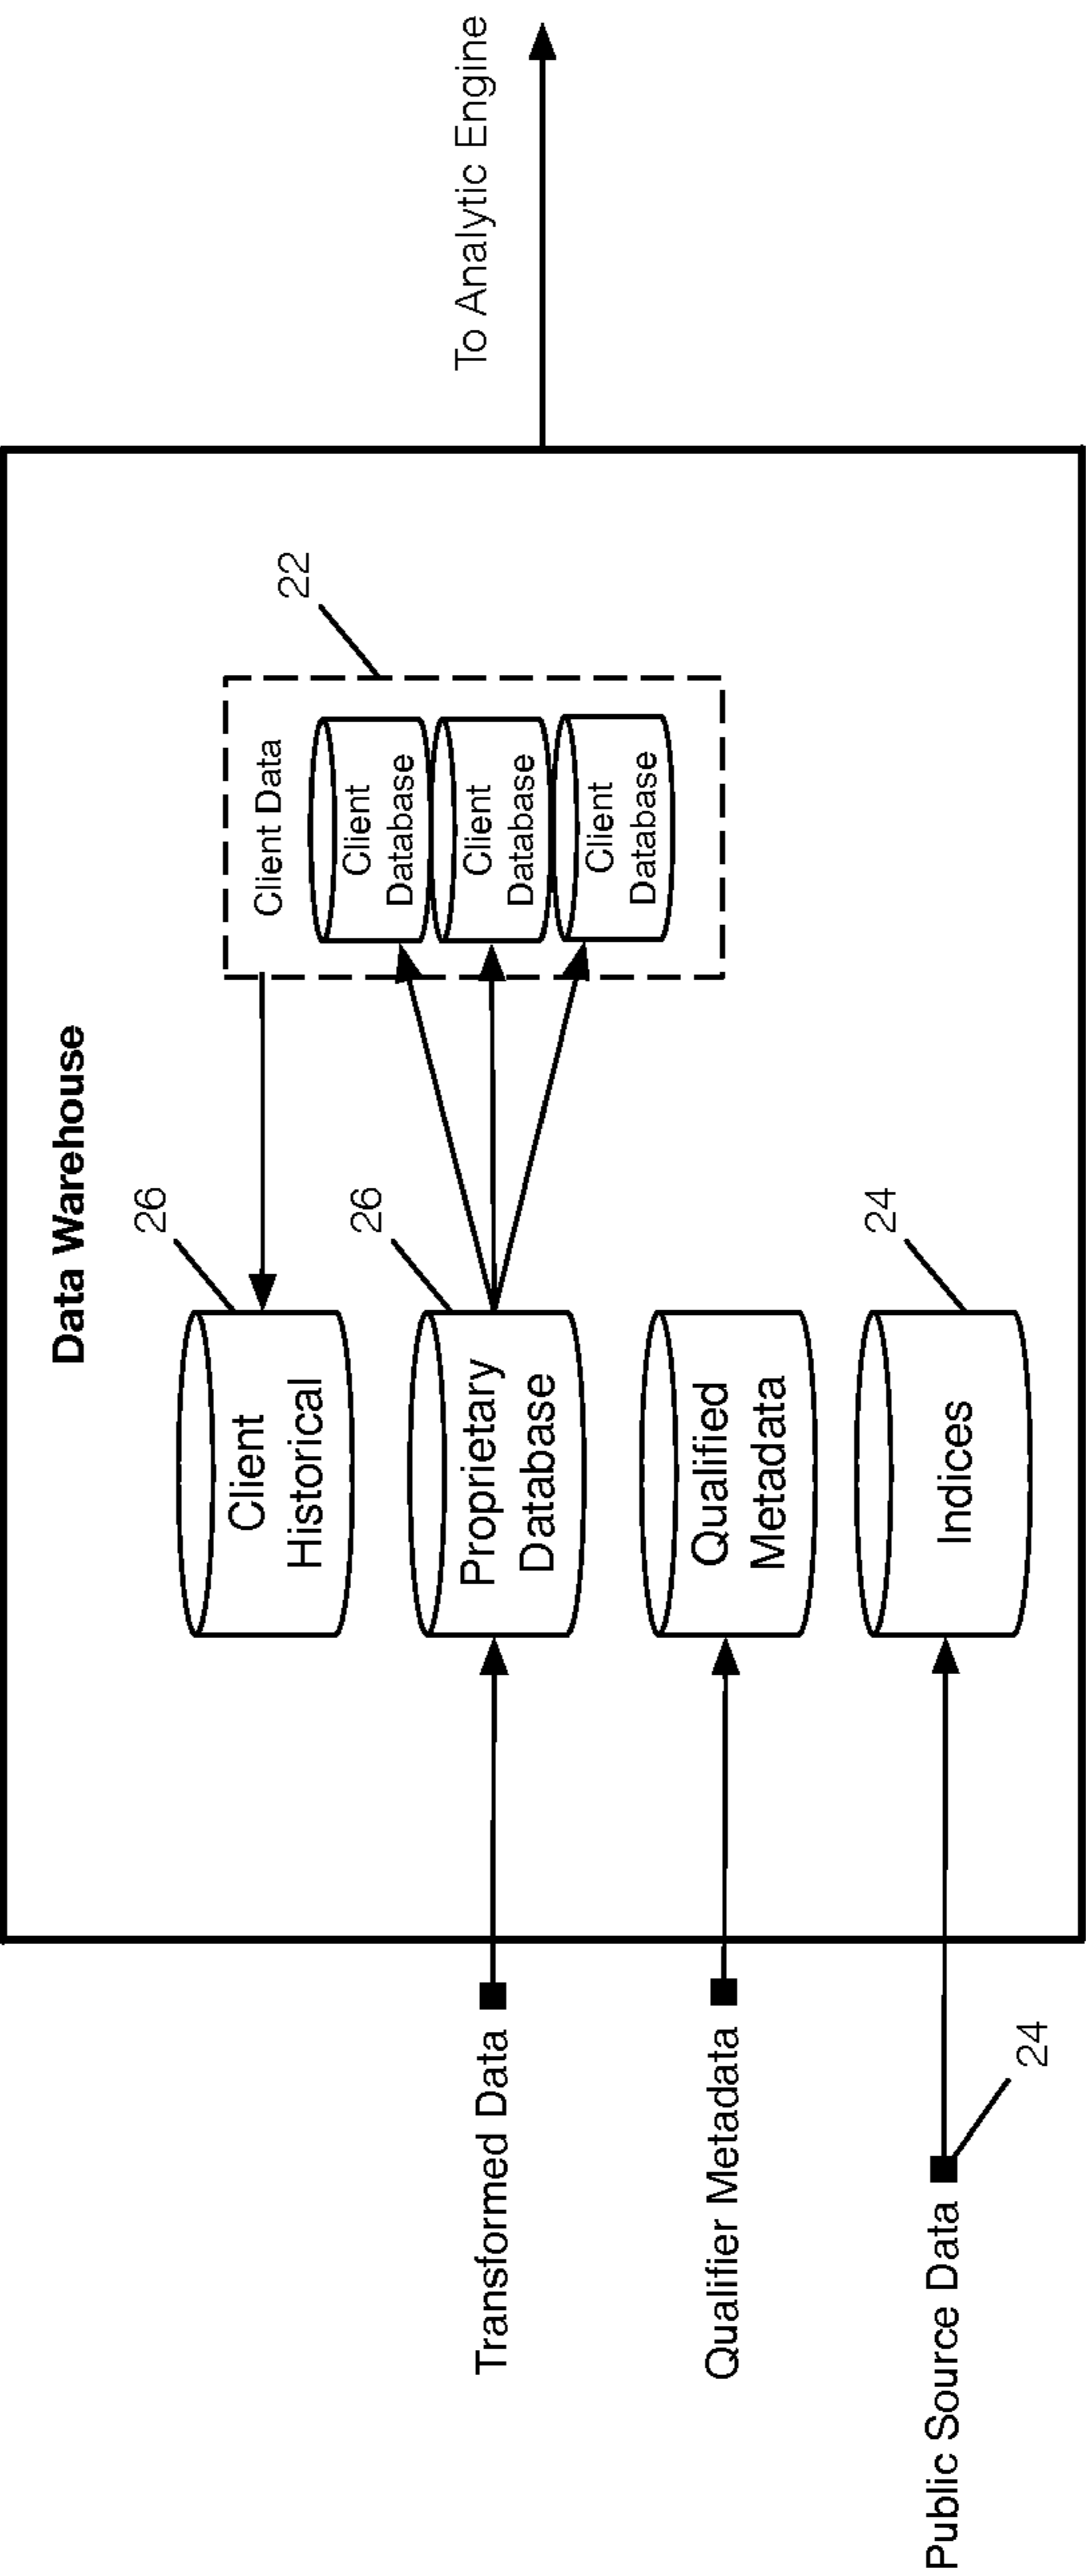 Data Warehouse
26
Client
Historical
26
Proprietary
Database
Qualified
Metadata
24
Indices
22
Client Data
Client
Database
Client
Database
Client
Database
Transformed Data
Qualifier Metadata
Public Source Data
24
To Analytic Engine